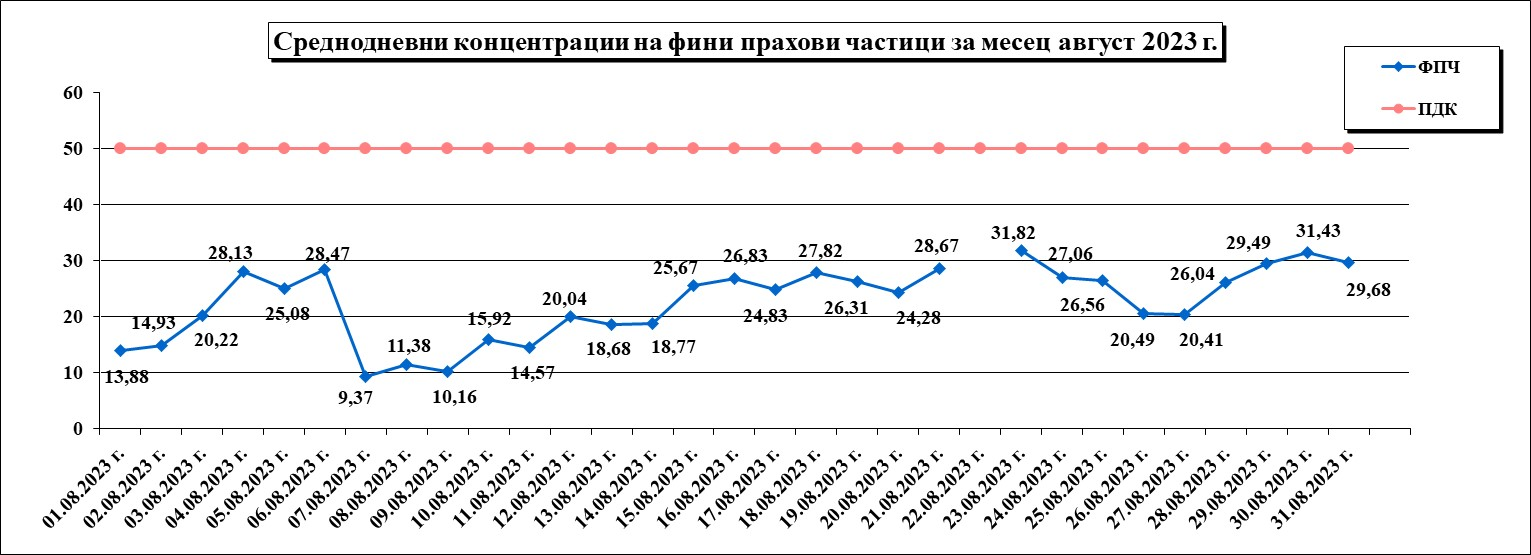 Среднодневни концентрации на фини прахови частици за месец август 2023 г.
ФПЧ
ПДК
60
50
40
30
20
10
0
13,88
14,93
20,22
28,13
25,08
28,47
9,37
11,38
10,16
15,92
14,57
20,04
18,68
18,77
25,67
26,83
24,83
27,82
26,31
24,28
28,67
31,82
27,06
26,56
20,49
20,41
26,04
29,49
31,43
29,68
01.08.2023 г.
02.08.2023 г.
03.08.2023 г.
04.08.2023 г.
05.08.2023 г.
06.08.2023 г.
07.08.2023 г.
08.08.2023 г.
09.08.2023 г.
10.08.2023 г.
11.08.2023 г.
12.08.2023 г.
13.08.2023 г.
14.08.2023 г.
15.08.2023 г.
16.08.2023 г.
17.08.2023 г.
18.08.2023 г.
19.08.2023 г.
20.08.2023 г.
21.08.2023 г.
22.08.2023 г.
23.08.2023 г.
24.08.2023 г.
25.08.2023 г.
26.08.2023 г.
27.08.2023 г.
28.08.2023 г.
29.08.2023 г.
30.08.2023 г.
31.08.2023 г.